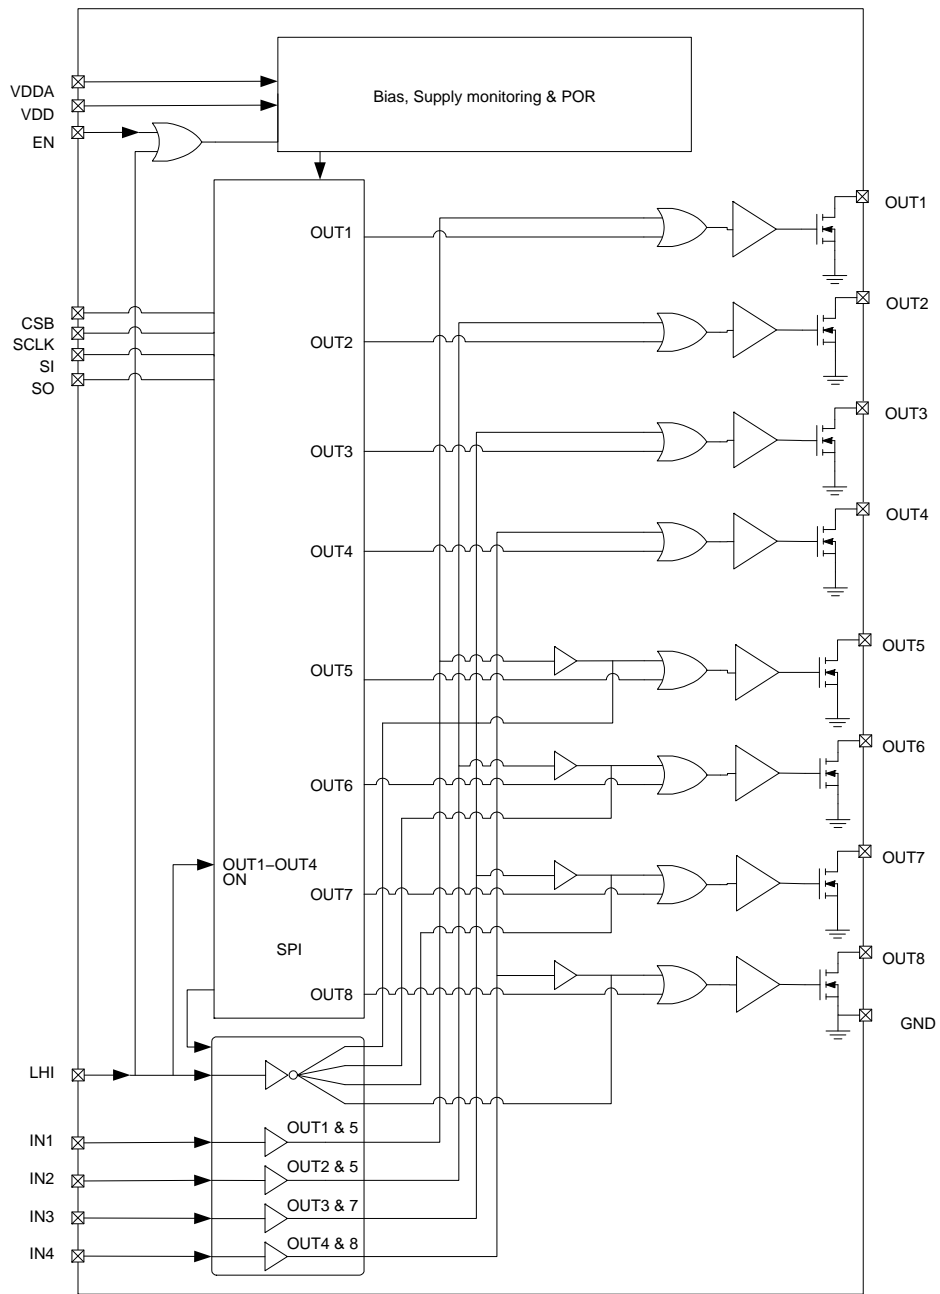 Bias, Supply monitoring & POR
VDDA
VDD
EN
CSB
SCLK
SI
SO
OUT1
OUT2
OUT3
OUT4
OUT5
OUT6
OUT1–OUT4
ON
OUT7
SPI
OUT8
OUT1
OUT2
OUT3
OUT4
OUT5
OUT6
OUT7
OUT8
GND
LHI
IN1
OUT1 & 5
IN2
OUT2 & 5
IN3
OUT3 & 7
IN4
OUT4 & 8